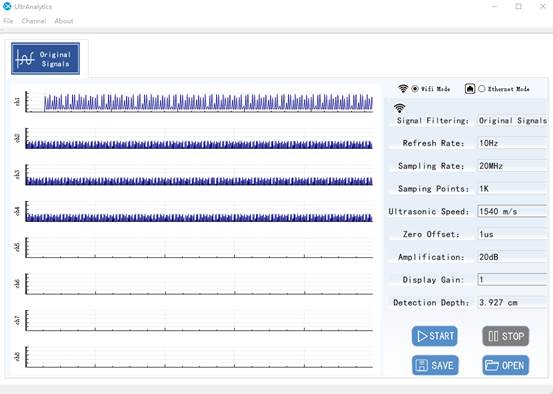 UltrAnalytics
File Channel About
Original
Signals
ch1
ch2
ch3
ch4
ch5
ch6
ch7
ch8
Wifi Mode Ethernet Mode
Signal Filtering: Original Signals
Refresh Rate: 10Hz
Sampling Rate: 20MHz
Samping Points: 1K
Ultrasonic Speed: 1540 m/s
Zero Offset: 1us
Amplification: 20dB
Display Gain: 1
Detection Depth: 3.927 cm
START STOP
SAVE OPEN